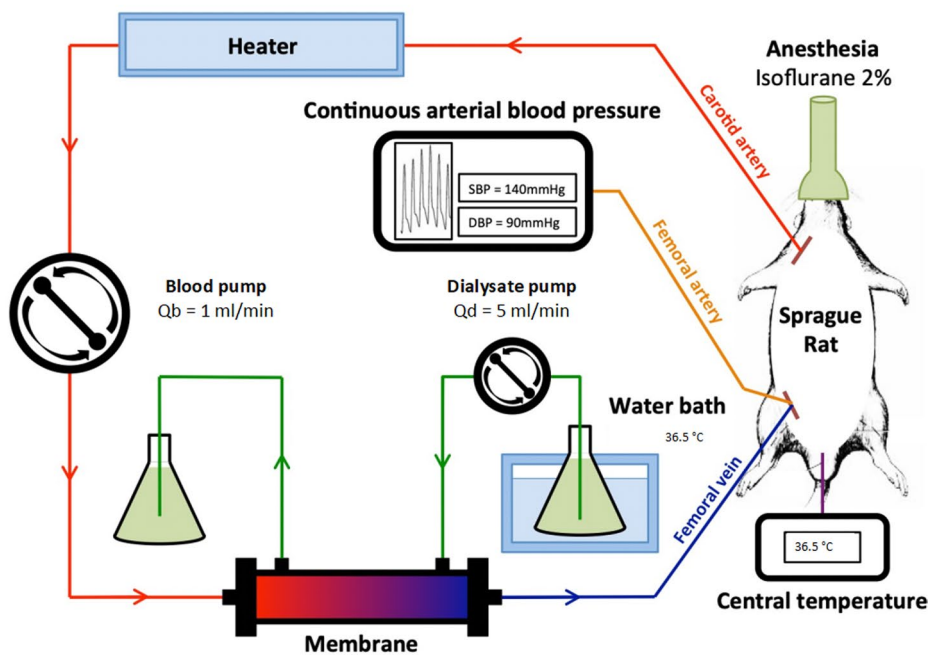 Heater
Anesthesia
Isoflurane 2%
Continuous arterial blood pressure
Carotid artery
SBP = 140mmHg
DBP = 90mmHg
Femoral artery
Blood pump
Qb = 1 ml/min
Dialysate pump
Qd = 5 ml/min
Sprague
Rat
Water bath
36.5 °C
Femoral vein
36.5 °C
Central temperature
Membrane